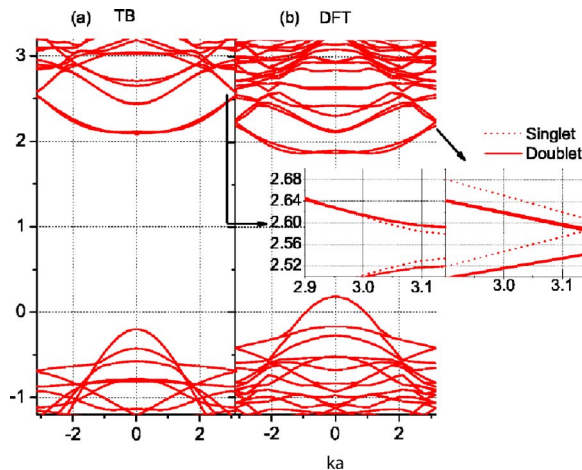 (a) TB (b) DFT
3
2
1
0
-1
Singlet
Doublet
2.68
2.64
2.60
2.56
2.52
2.9 3.0 3.1 3.0 3.1
-2 0 2 -2 0 2
ka